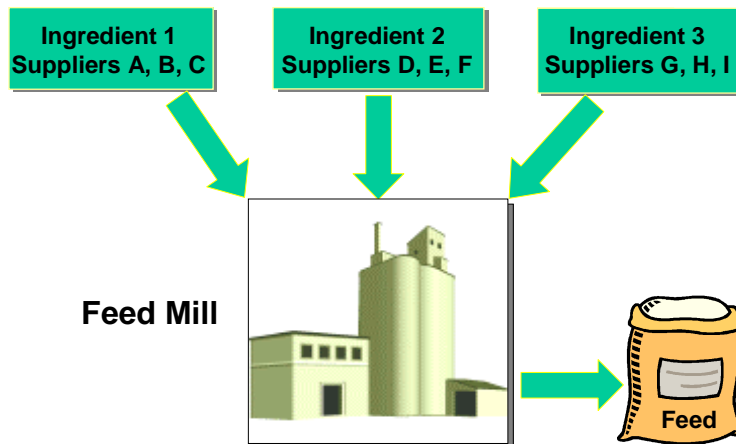 Ingredient 1
Suppliers A, B, C
Ingredient 2
Suppliers D, E, F
Ingredient 3
Suppliers G, H, I
Feed Mill
Feed